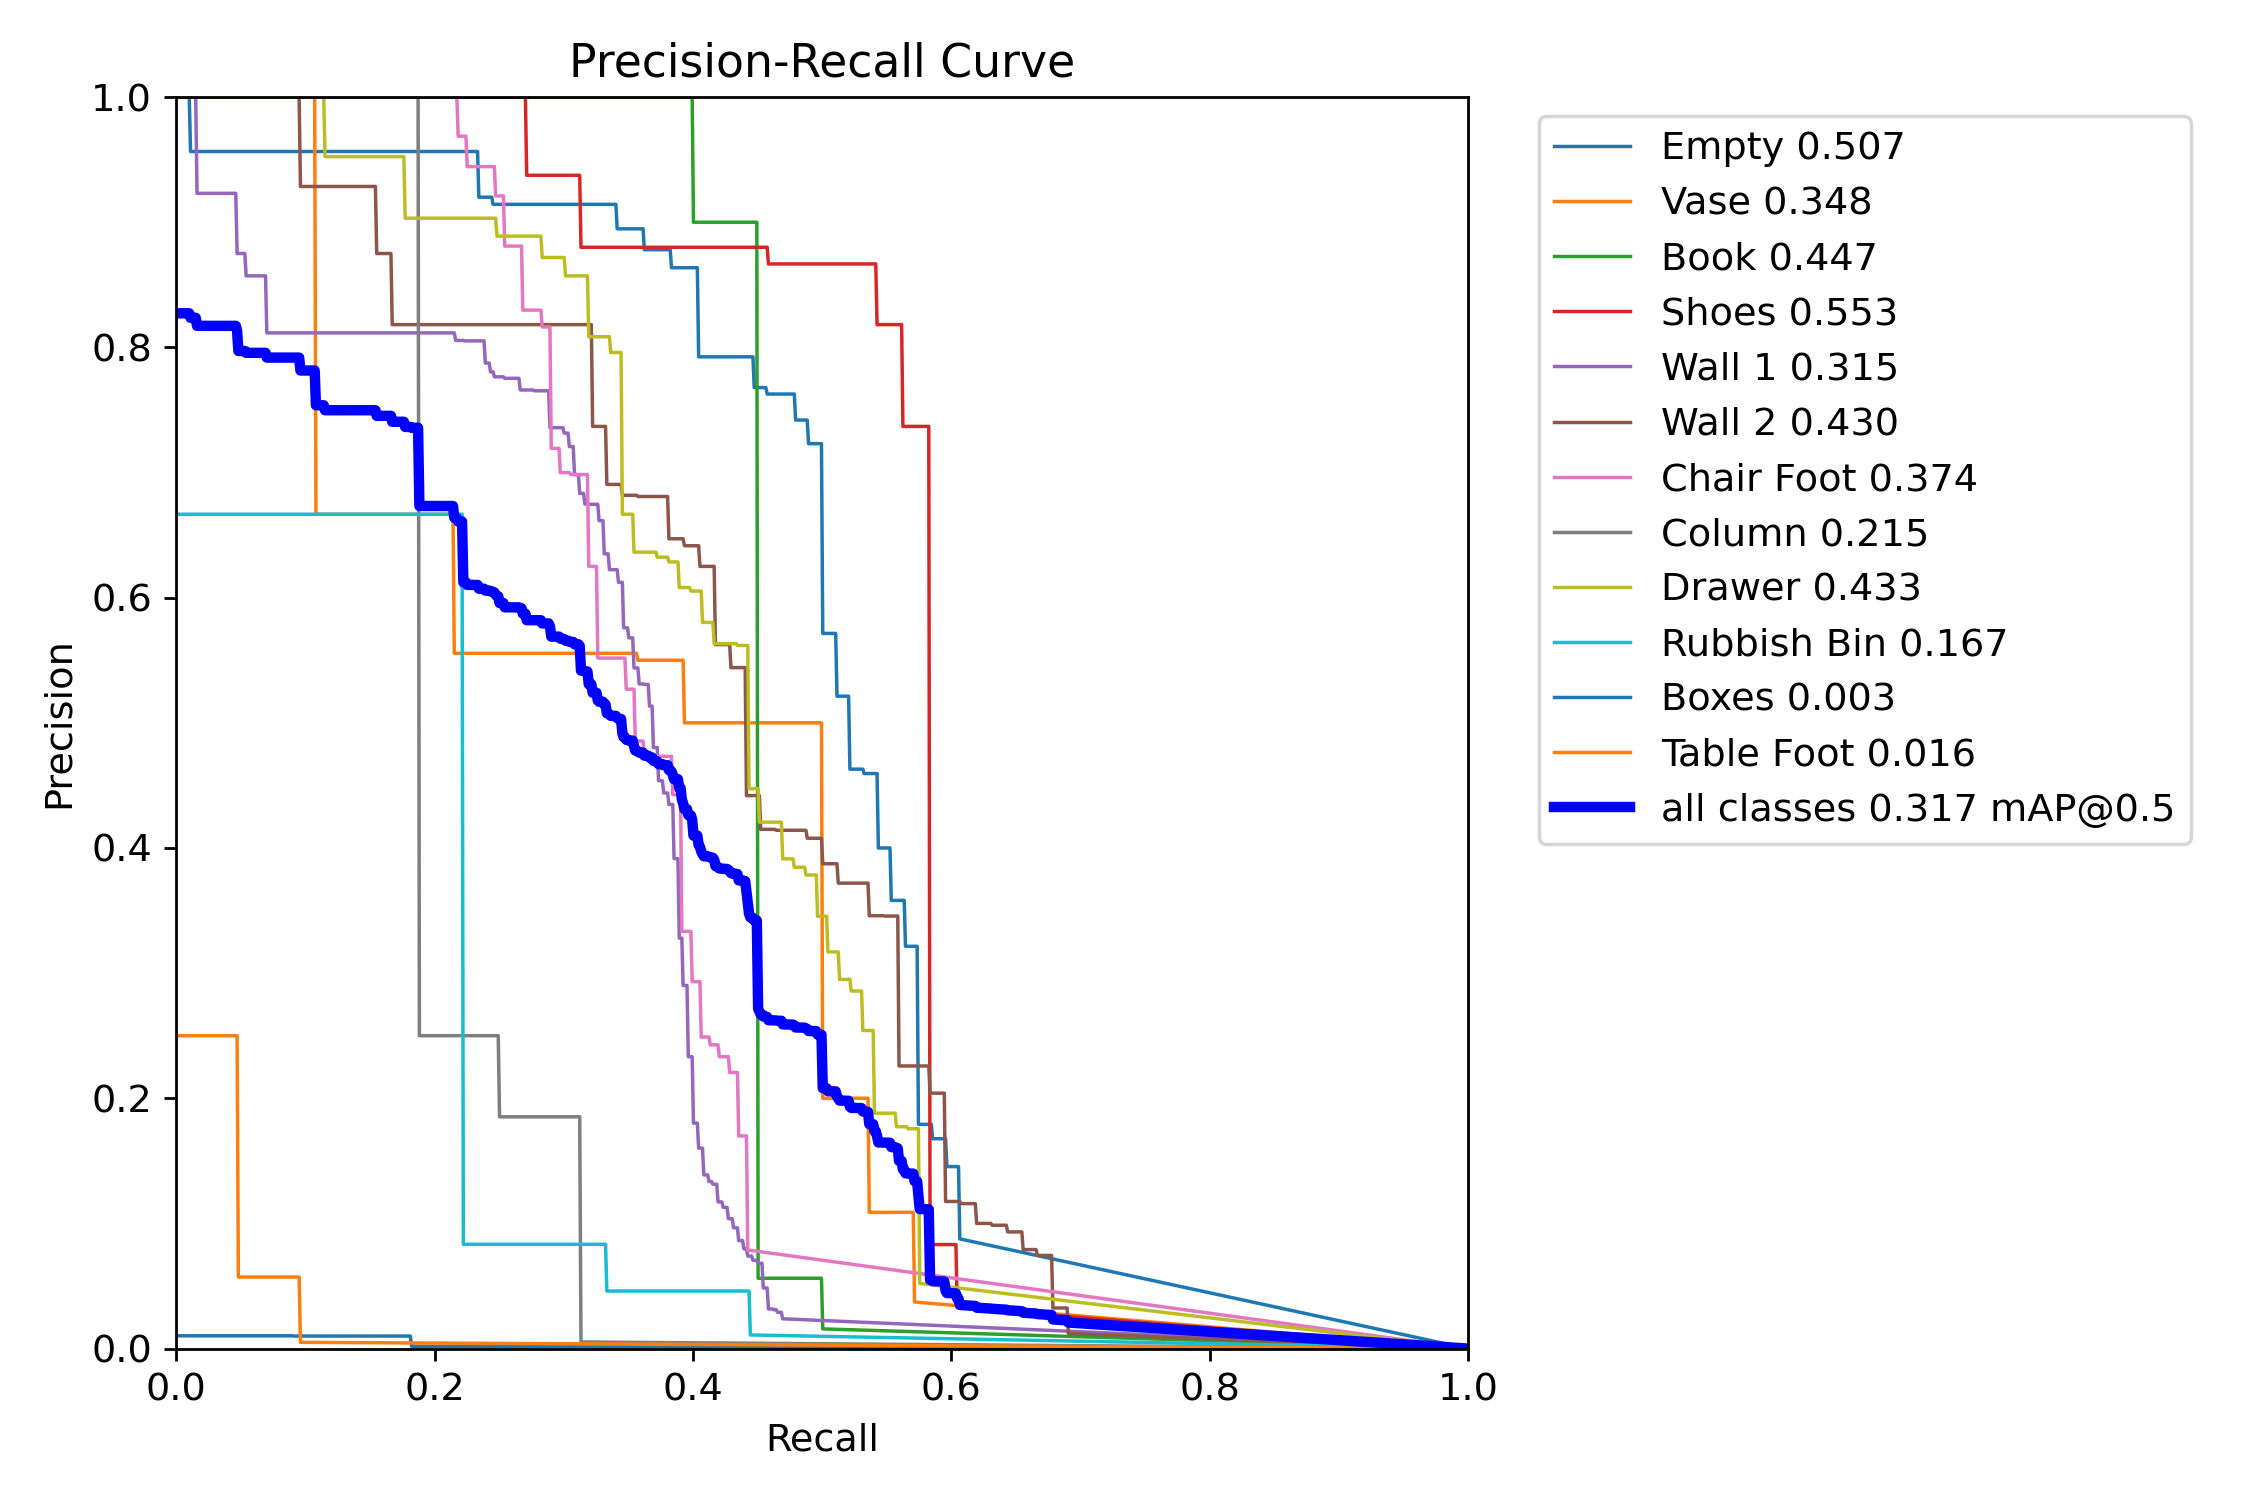 Precision-Recall Curve
1.0
0.8
0.6
0.4
0.2
0.0
Precision
0.0 0.2 0.4 0.6 0.8 1.0
Recall
Empty 0.507
Vase 0.348
Book 0.447
Shoes 0.553
Wall 1 0.315
Wall 2 0.430
Chair Foot 0.374
Column 0.215
Drawer 0.433
Rubbish Bin 0.167
Boxes 0.003
Table Foot 0.016
all classes 0.317 mAP@0.5